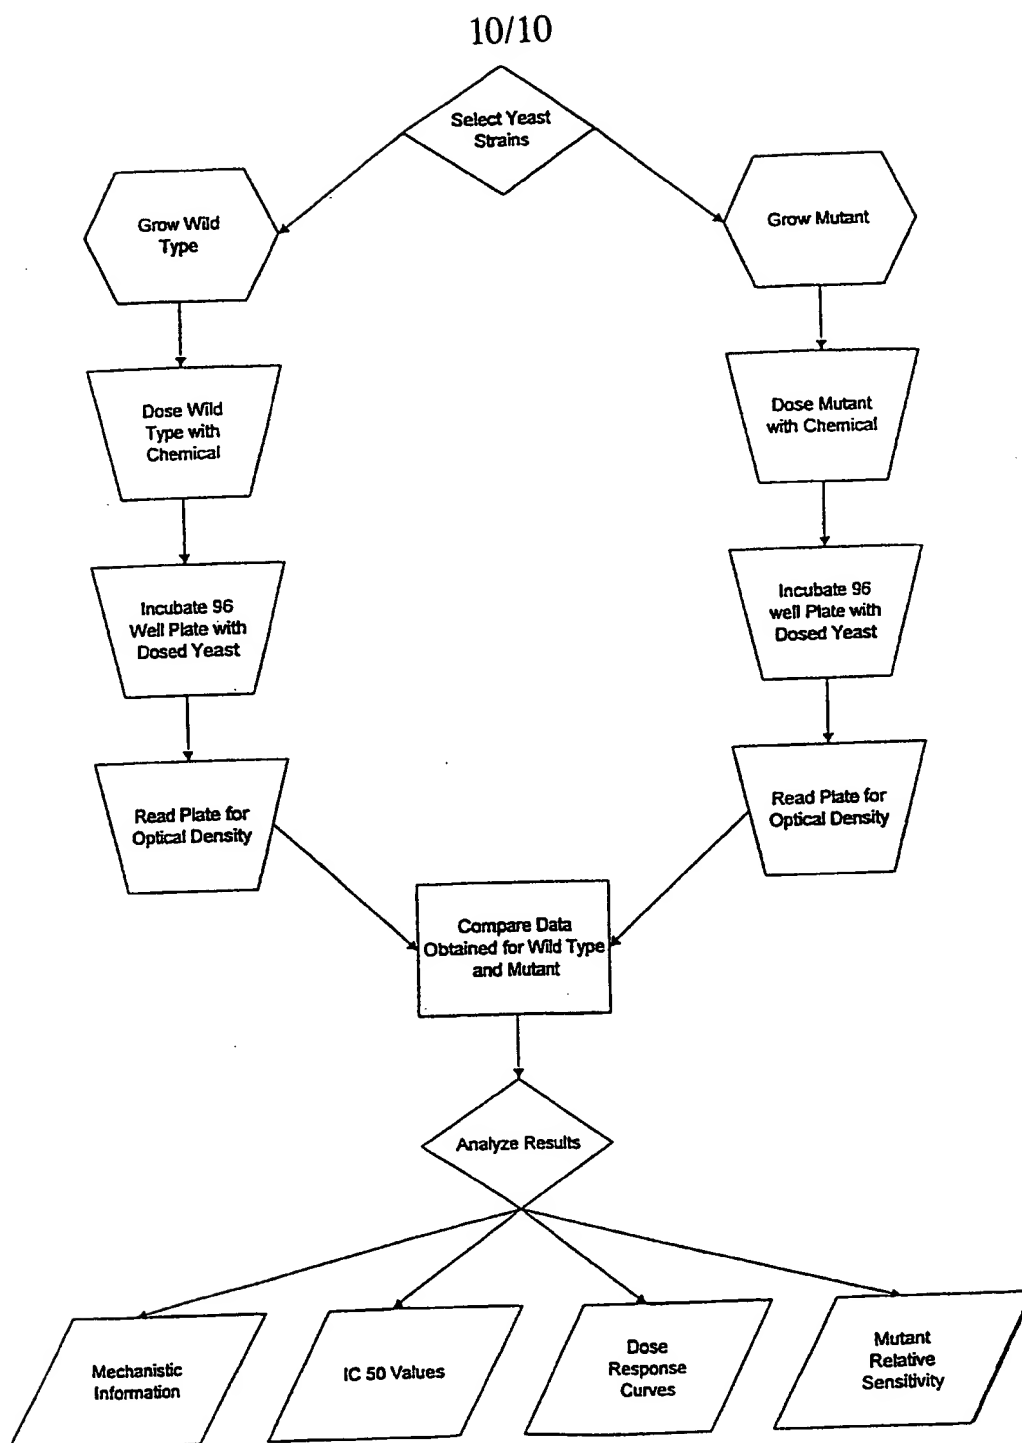 10/10
Select Yeast
Strains
Grow Wild
Type
Grow Mutant
Dose Wild
Type with
Chemical
Dose Mutant
with Chemical
Incubate 96
Well Plate with
Dosed Yeast
Incubate 96
well Plate with
Dosed Yeast
Read Plate for
Optical Density
Read Plate for
Optical Density
Compare Data
Obtained for Wild Type
and Mutant
Analyze Results
Mechanistic
Information
IC 50 Values
Dose
Response
Curves
Mutant
Relative
Sensitivity